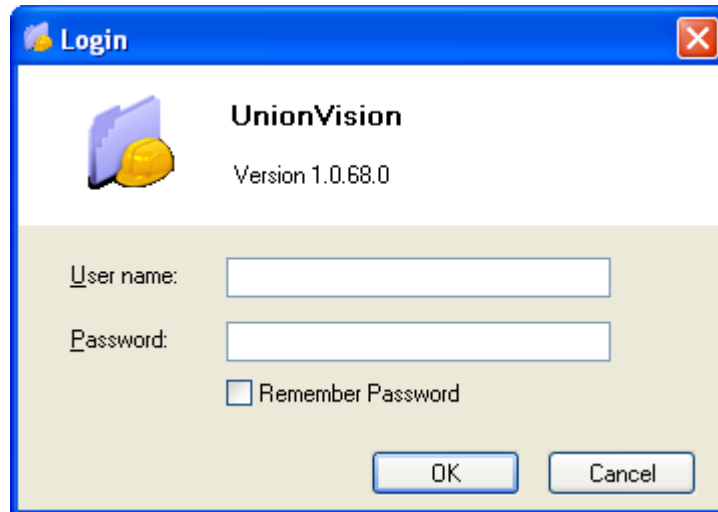 Login
UnionVision
Version 1.0.68.0
User name:
Password:
Remember Password
OK Cancel